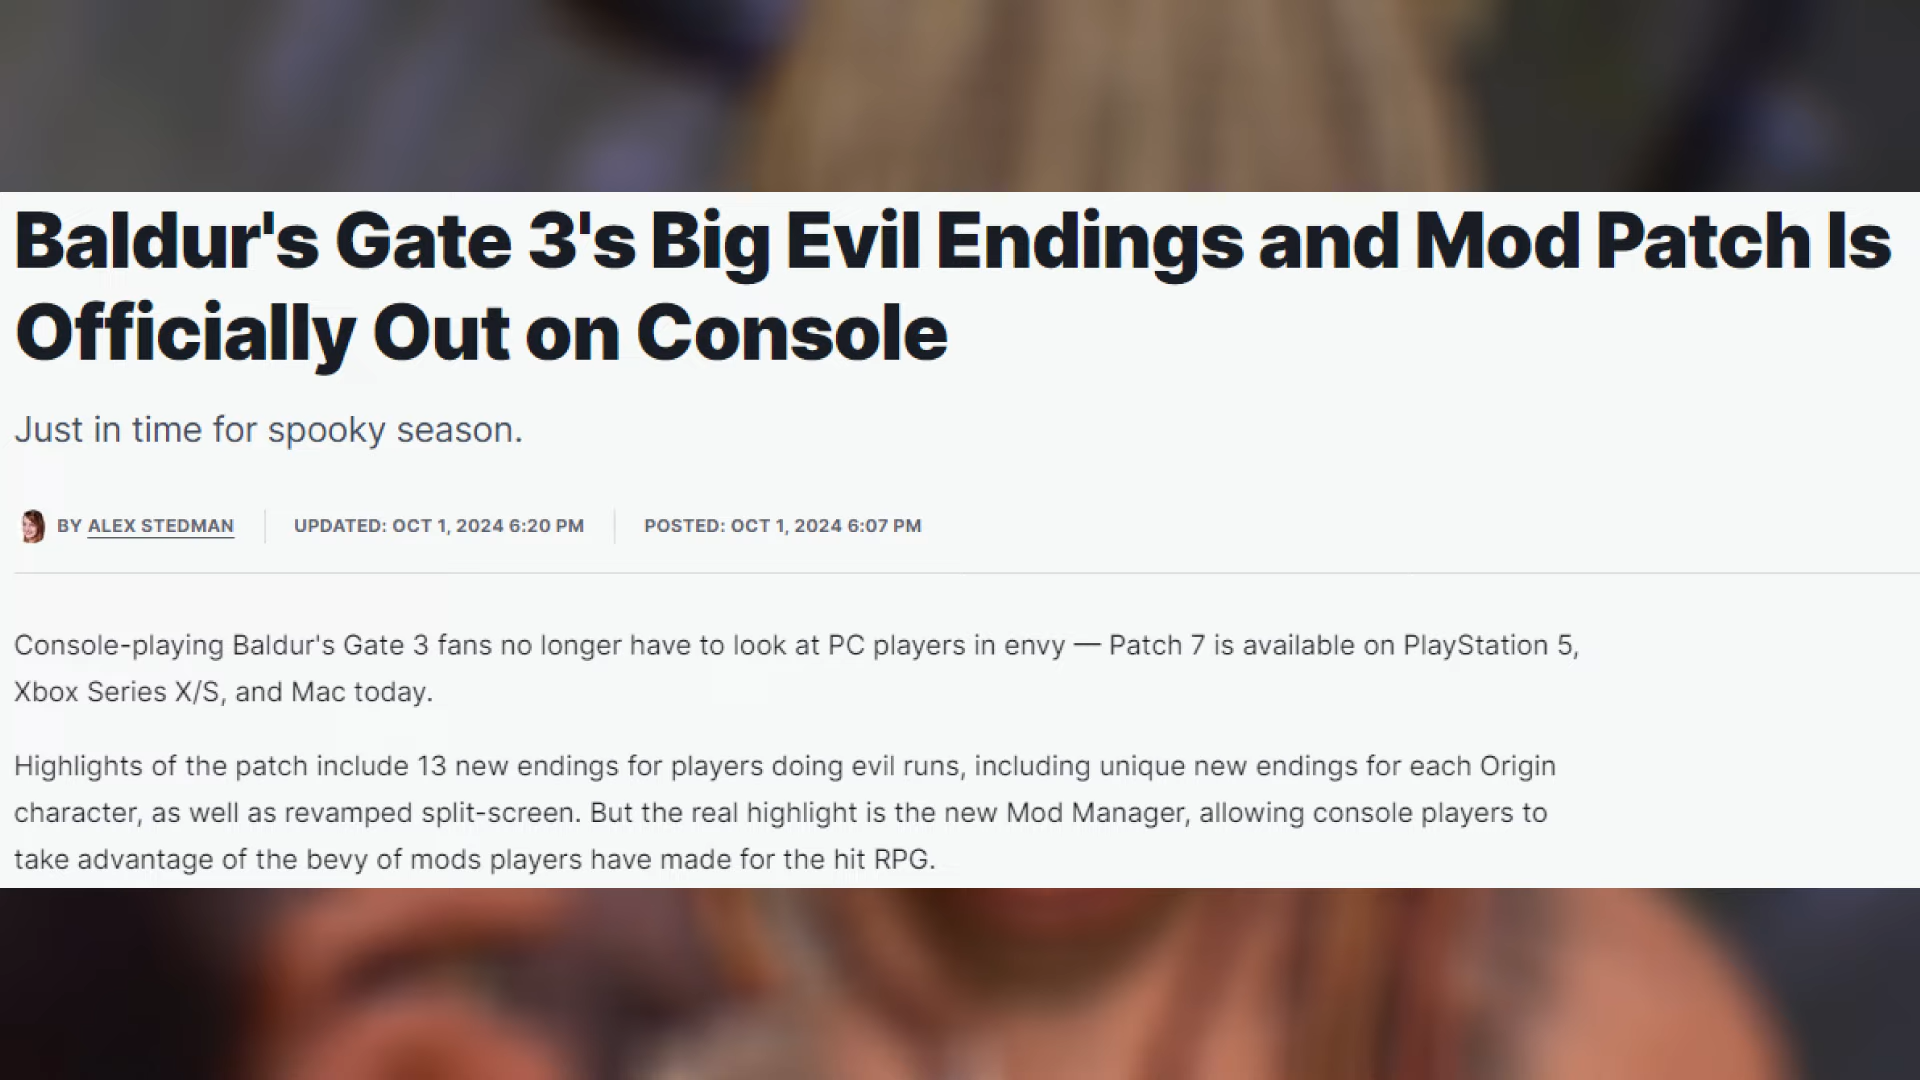 Baldur's Gate 3's Big Evil Endings and Mod Patch Is
Officially Out on Console
Just in time for spooky season.
BY ALEX STEDMAN UPDATED: OCT 1, 2024 6:20 PM POSTED: OCT 1, 2024 6:07 PM
Console-playing Baldur's Gate 3 fans no longer have to look at PC players in envy — Patch 7 is available on PlayStation 5,
Xbox Series X/S, and Mac today.
Highlights of the patch include 13 new endings for players doing evil runs, including unique new endings for each Origin
character, as well as revamped split-screen. But the real highlight is the new Mod Manager, allowing console players to
take advantage of the bevy of mods players have made for the hit RPG.